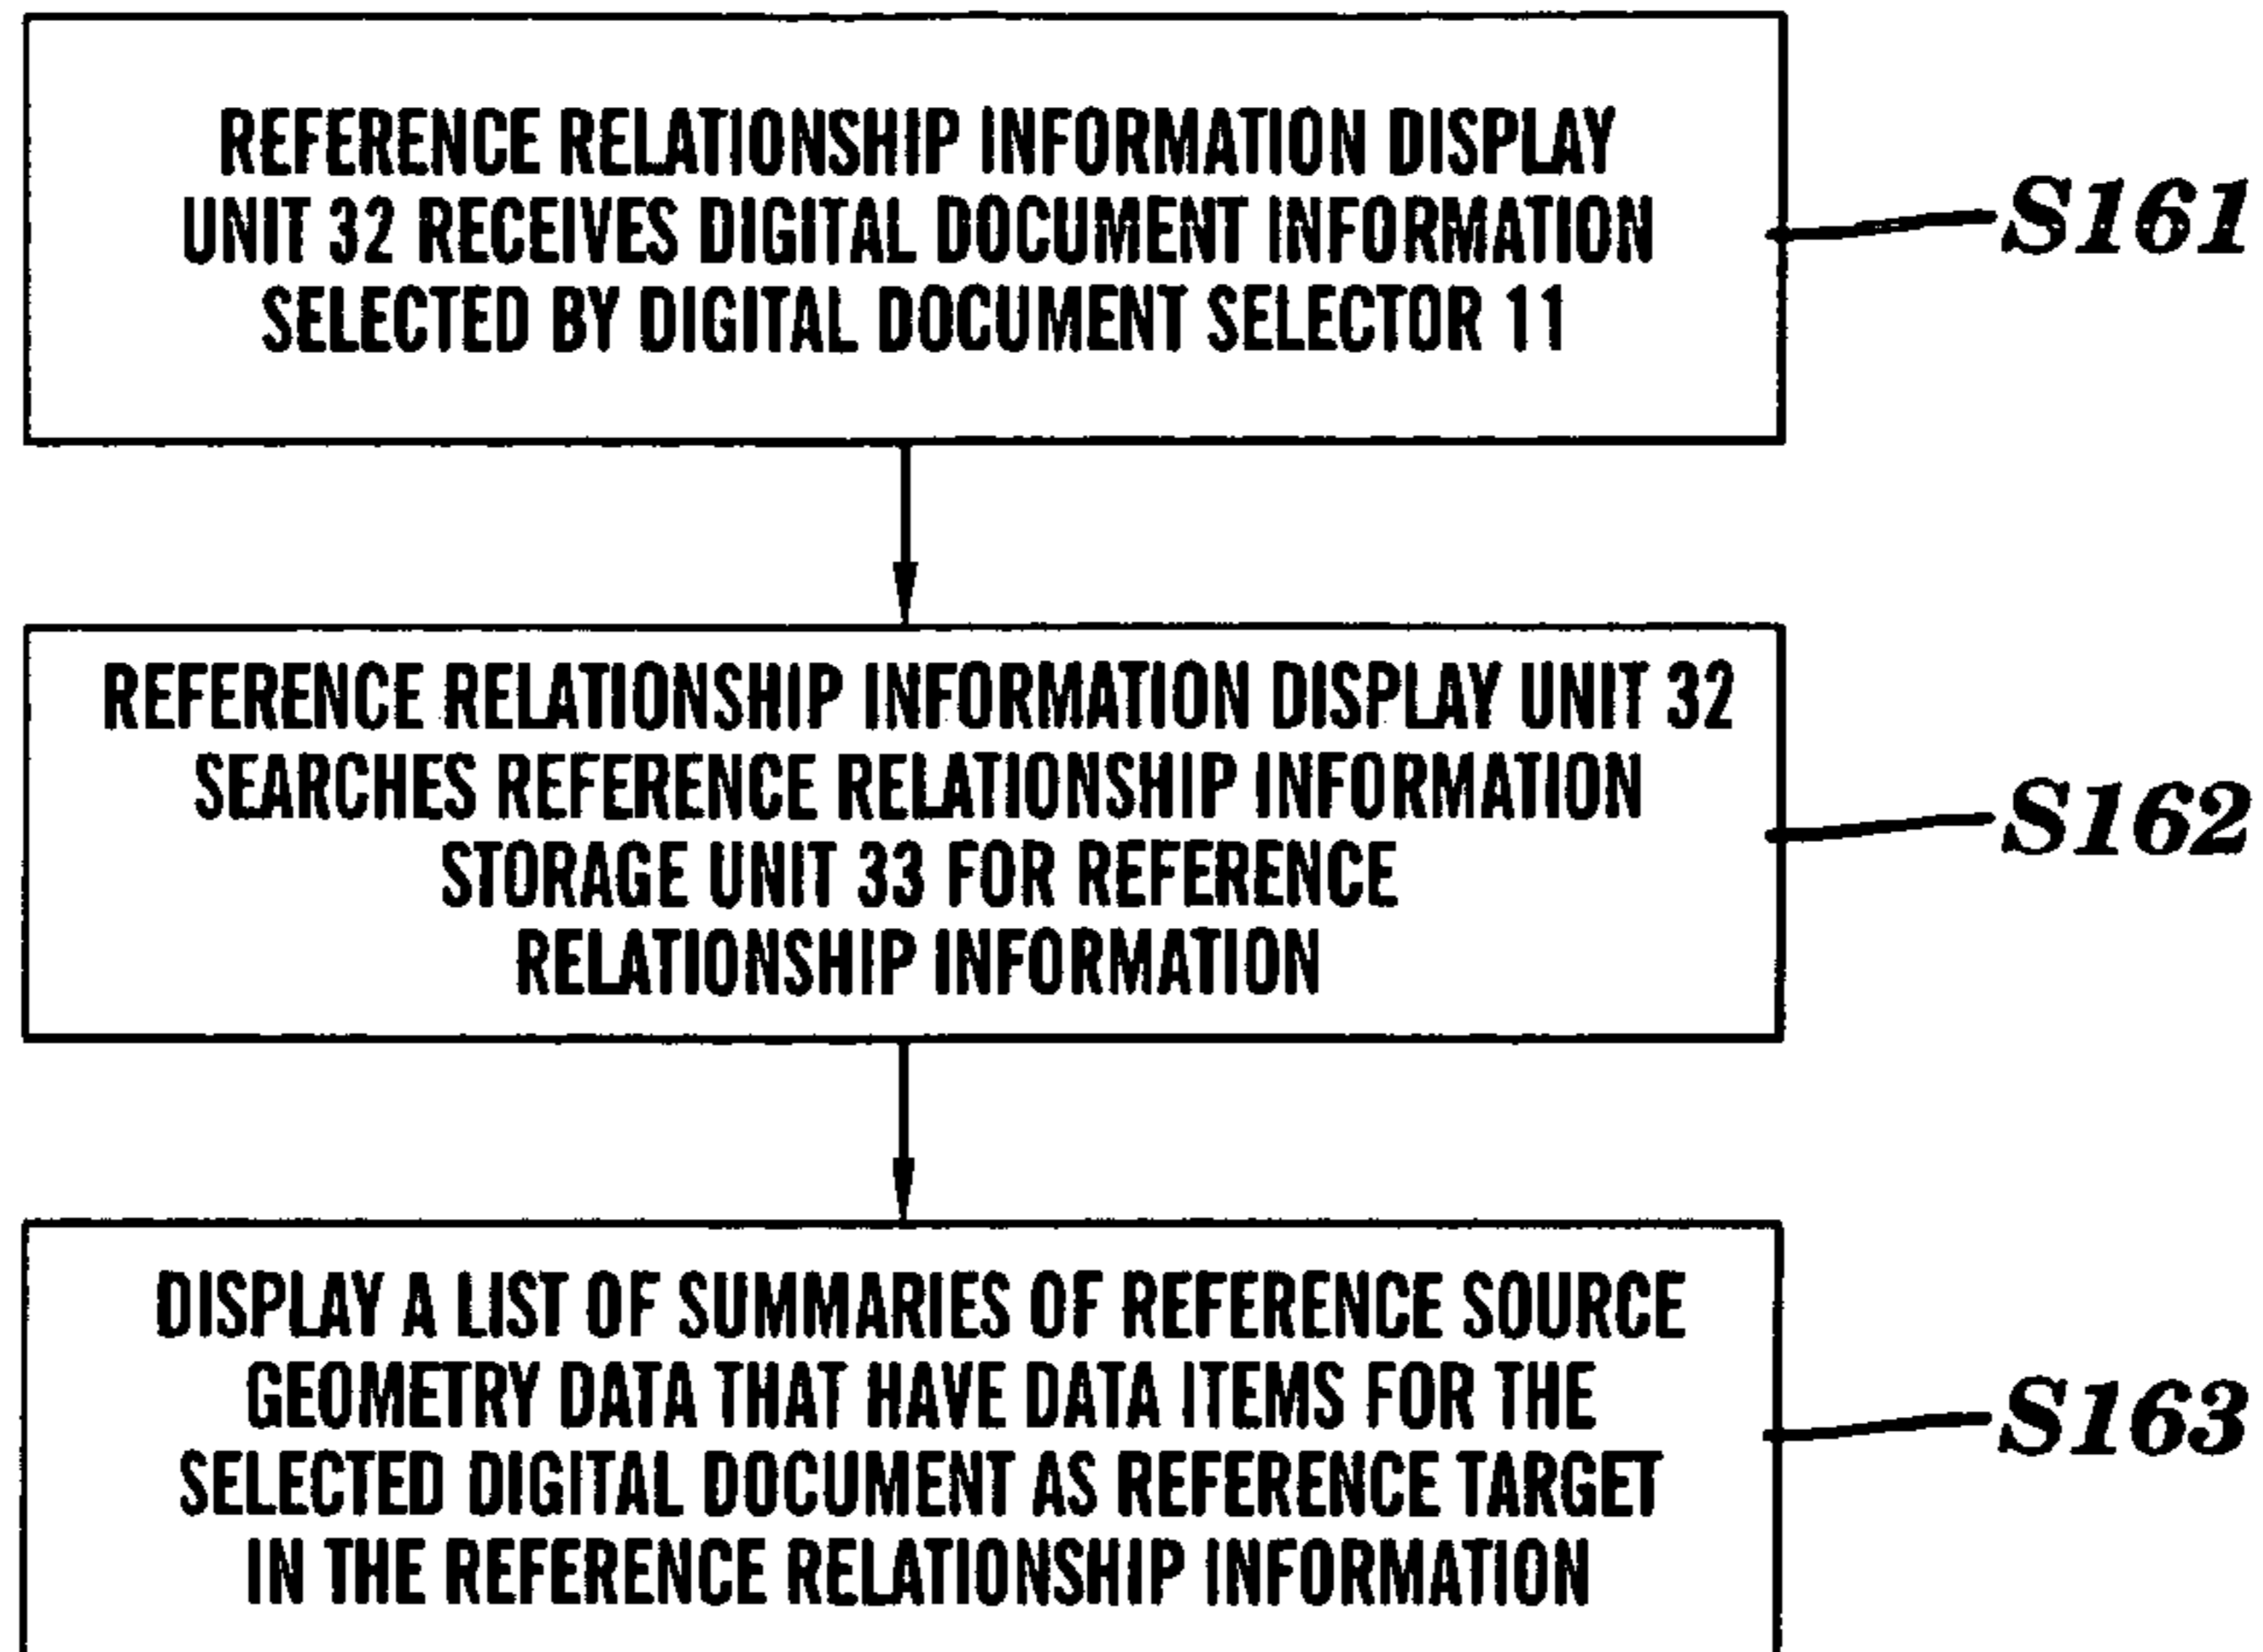 REFERENCE RELATIONSHIP INFORMATION DISPLAY
UNIT 32 RECEIVES DIGITAL DOCUMENT INFORMATION
SELECTED BY DIGITAL DOCUMENT SELECTOR 11
S161
REFERENCE RELATIONSHIP INFORMATION DISPLAY UNIT 32
SEARCHES REFERENCE RELATIONSHIP INFORMATION
STORAGE UNIT 33 FOR REFERENCE
RELATIONSHIP INFORMATION
S162
DISPLAY A LIST OF SUMMARIES OF REFERENCE SOURCE
GEOMETRY DATA THAT HAVE DATA ITEMS FOR THE
SELECTED DIGITAL DOCUMENT AS REFERENCE TARGET
IN THE REFERENCE RELATIONSHIP INFORMATION
S163